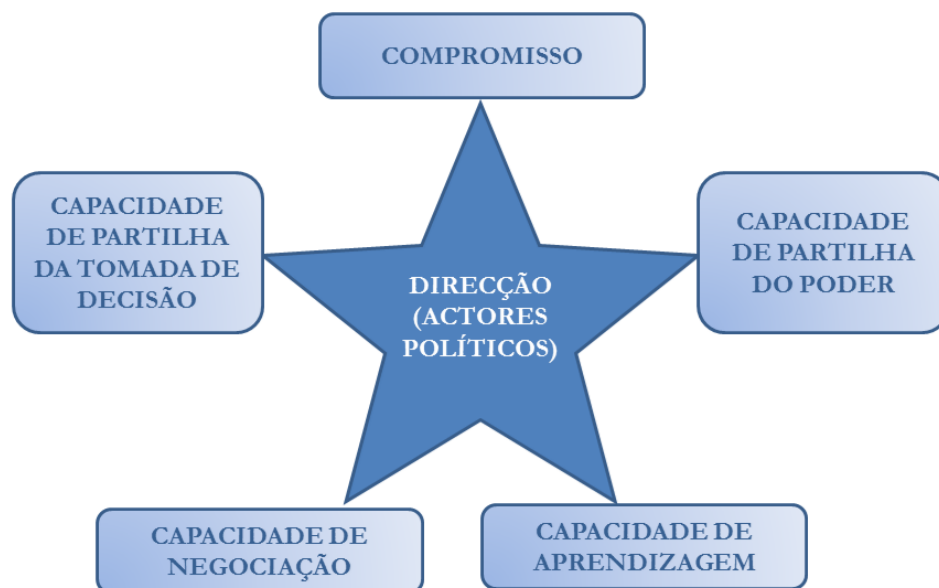 COMPROMISSO
CAPACIDADE
DE PARTILHA
DA TOMADA DE
DECISÃO
CAPACIDADE
DE PARTILHA
DO PODER
DIRECÇÃO
(ACTORES
POLÍTICOS)
CAPACIDADE DE
NEGOCIAÇÃO
CAPACIDADE DE
APRENDIZAGEM